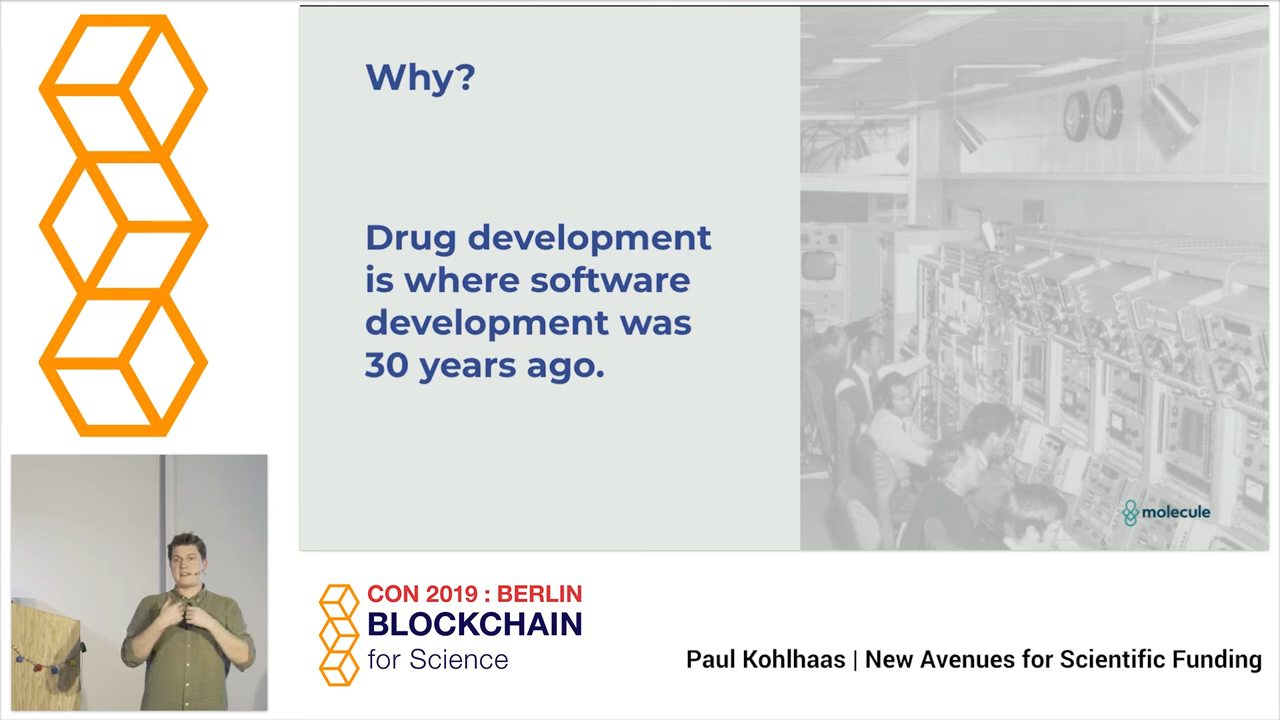 Why?
Drug development
is where software
development was
30 years ago.
molecule
CON 2019 : BERLIN
BLOCKCHAIN
for Science
Paul Kohlhaas | New Avenues for Scientific Funding